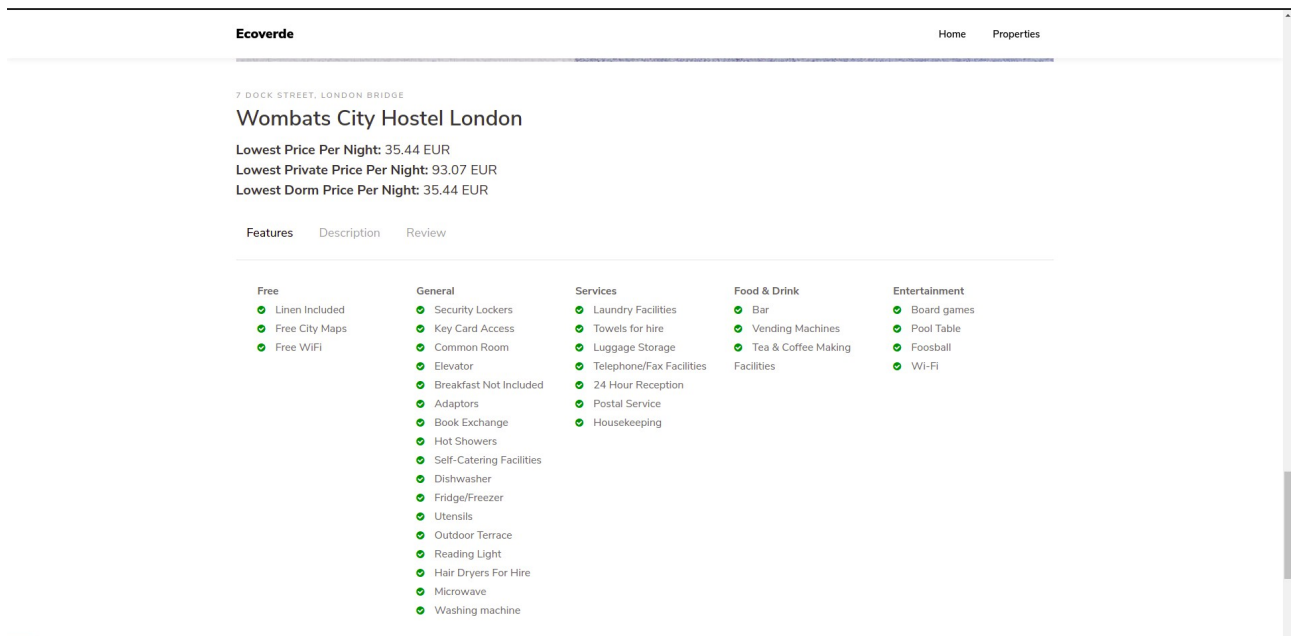 Ecoverde
Home Properties
7 DOCK STREET, LONDON BRIDGE
Wombats City Hostel London
Lowest Price Per Night: 35.44 EUR
Lowest Private Price Per Night: 93.07 EUR
Lowest Dorm Price Per Night: 35.44 EUR
Features Description Review
Free
Linen Included
Free City Maps
Free WiFi
General
Security Lockers
Key Card Access
Common Room
Elevator
Breakfast Not Included
Adaptors
Book Exchange
Hot Showers
Self-Catering Facilities
Dishwasher
Fridge/Freezer
Utensils
Outdoor Terrace
Reading Light
Hair Dryers For Hire
Microwave
Washing machine
Services
Laundry Facilities
Towels for hire
Luggage Storage
Telephone/Fax Facilities
24 Hour Reception
Postal Service
Housekeeping
Food & Drink
Bar
Vending Machines
Tea & Coffee Making
Facilities
Entertainment
Board games
Pool Table
Foosball
Wi-Fi